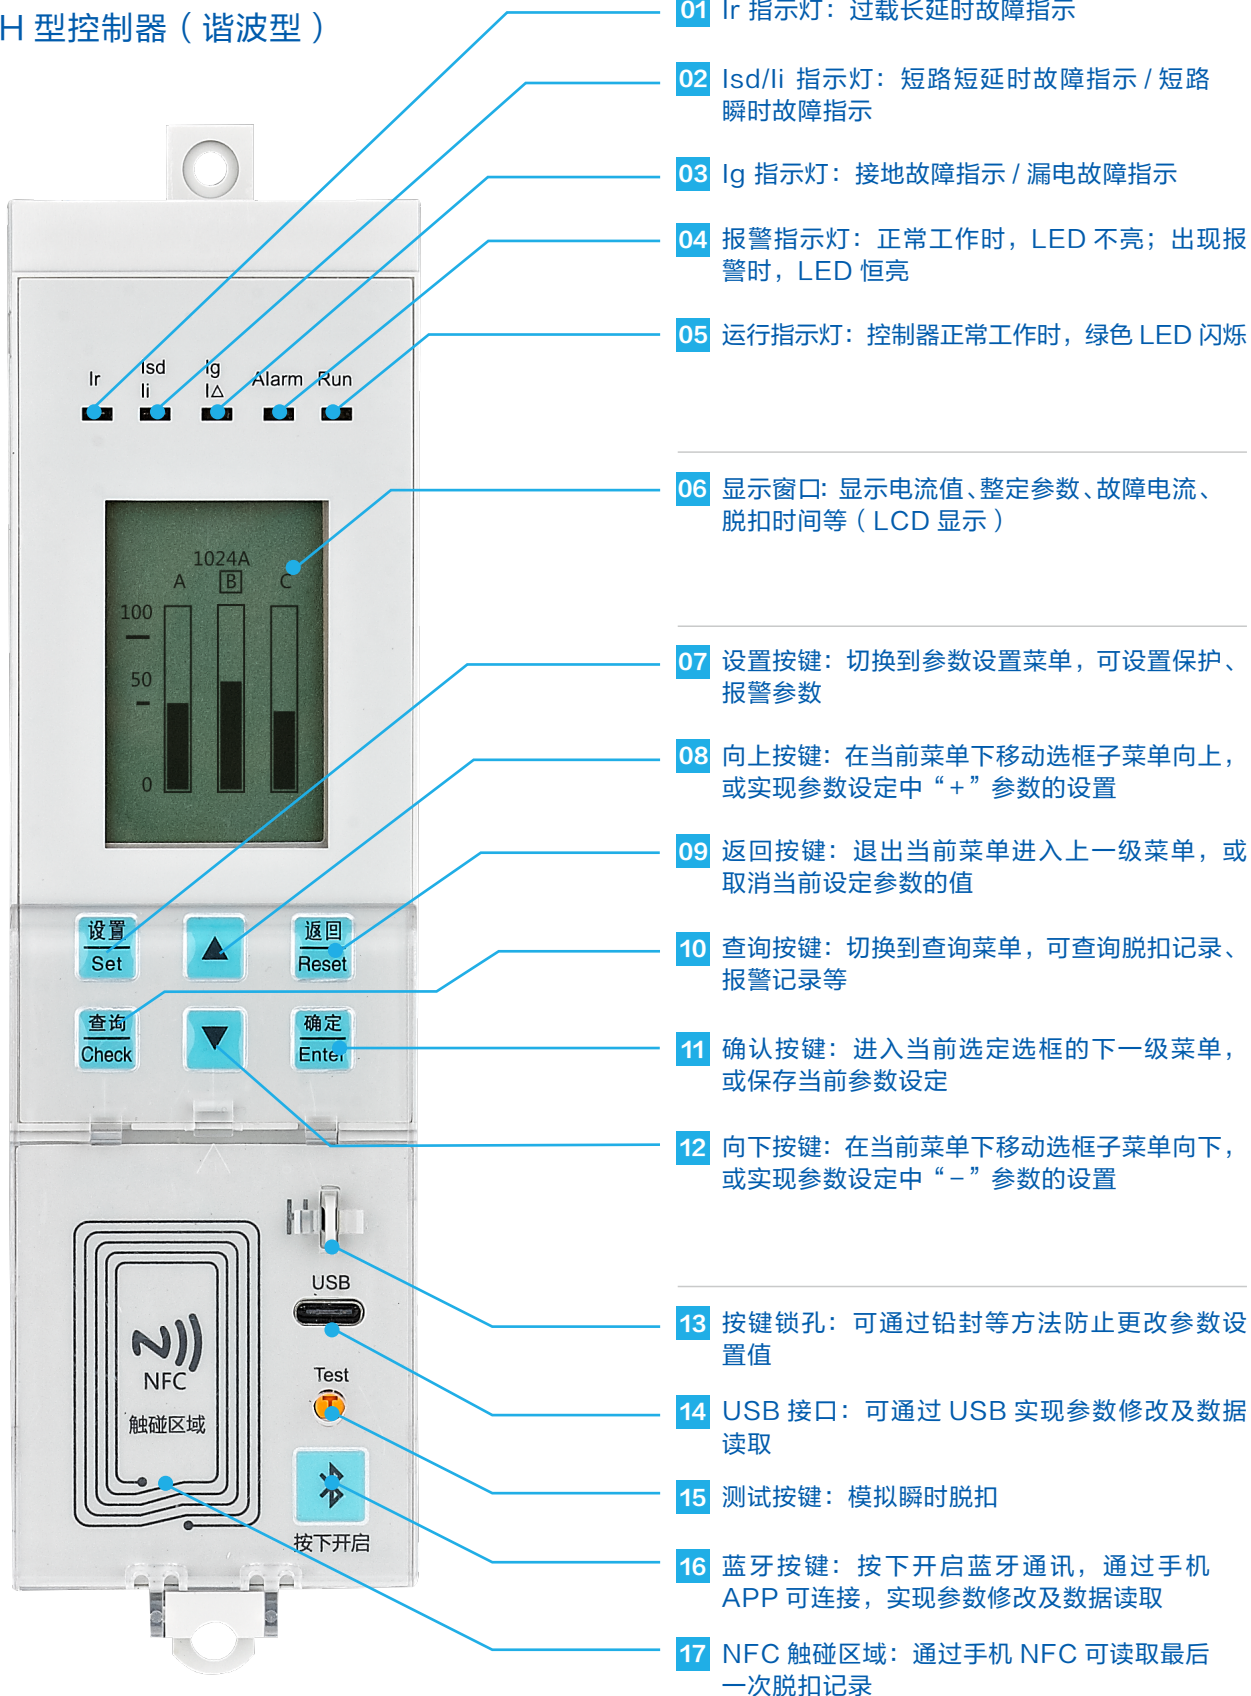 H 型控制器（谐波型）
01 Ir 指示灯：过载长延时故障指示
02 Isd/Ii 指示灯：短路短延时故障指示 / 短路
瞬时故障指示
03 Ig 指示灯：接地故障指示 / 漏电故障指示
04 报警指示灯：正常工作时，LED 不亮；出现报
警时，LED 恒亮
05 运行指示灯：控制器正常工作时，绿色 LED 闪烁
Ir
Isd
Ii
Ig
I△
Alarm
Run
06 显示窗口：显示电流值、整定参数、故障电流、
脱扣时间等（LCD 显示）
1024A
A B C
100
50
0
07 设置按键：切换到参数设置菜单，可设置保护、
报警参数
08 向上按键：在当前菜单下移动选框子菜单向上，
或实现参数设定中“+”参数的设置
09 返回按键：退出当前菜单进入上一级菜单，或
取消当前设定参数的值
10 查询按键：切换到查询菜单，可查询脱扣记录、
报警记录等
11 确认按键：进入当前选定选框的下一级菜单，
或保存当前参数设定
12 向下按键：在当前菜单下移动选框子菜单向下，
或实现参数设定中“－”参数的设置
设置
Set
▲
返回
Reset
查询
Check
▼
确定
Enter
13 按键锁孔：可通过铅封等方法防止更改参数设
置值
14 USB 接口：可通过 USB 实现参数修改及数据
读取
15 测试按键：模拟瞬时脱扣
16 蓝牙按键：按下开启蓝牙通讯，通过手机
APP 可连接，实现参数修改及数据读取
17 NFC 触碰区域：通过手机 NFC 可读取最后
一次脱扣记录
USB
NFC
触碰区域
Test
按下开启